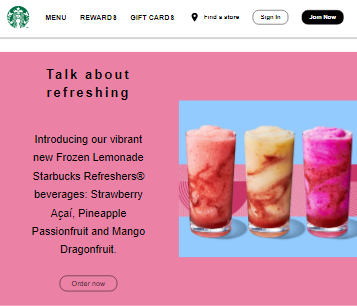 MENU REWARDS GIFT CARDS Find a store Sign In Join Now
Talk about
refreshing
Introducing our vibrant
new Frozen Lemonade
Starbucks Refreshers®
beverages: Strawberry
Açaí, Pineapple
Passionfruit and Mango
Dragonfruit.
Order now